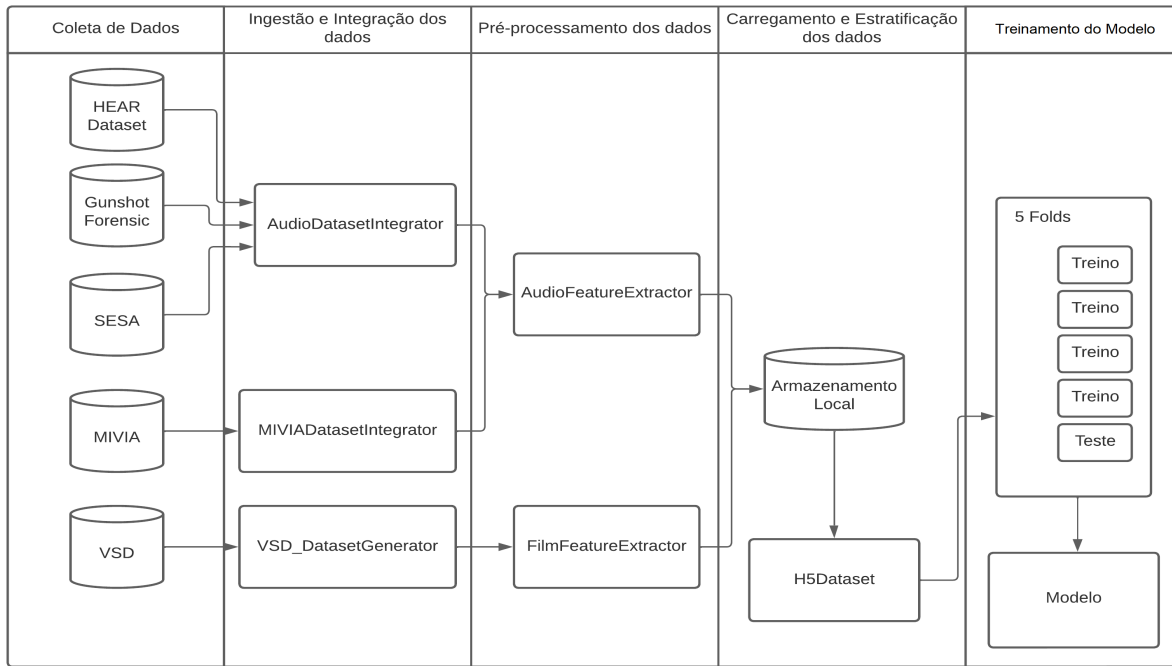 Coleta de Dados
Ingestão e Integração dos
dados
Pré-processamento dos dados
Carregamento e Estratificação
dos dados
Treinamento do Modelo
HEAR
Dataset
Gunshot
Forensic
SESA
MIVIA
VSD
AudioDatasetIntegrator
MIVIADatasetIntegrator
VSD_DatasetGenerator
AudioFeatureExtractor
FilmFeatureExtractor
Armazenamento
Local
H5Dataset
5 Folds
Treino
Treino
Treino
Treino
Teste
Modelo